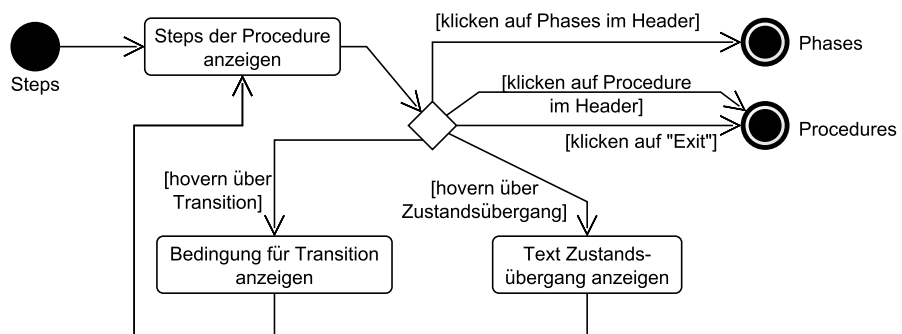 Steps
Steps der Procedure
anzeigen
[klicken auf Phases im Header]
Phases
[klicken auf Procedure
im Header]
Procedures
[klicken auf "Exit"]
[hovern über
Transition]
[hovern über
Zustandsübergang]
Bedingung für Transition
anzeigen
Text Zustands-
übergang anzeigen